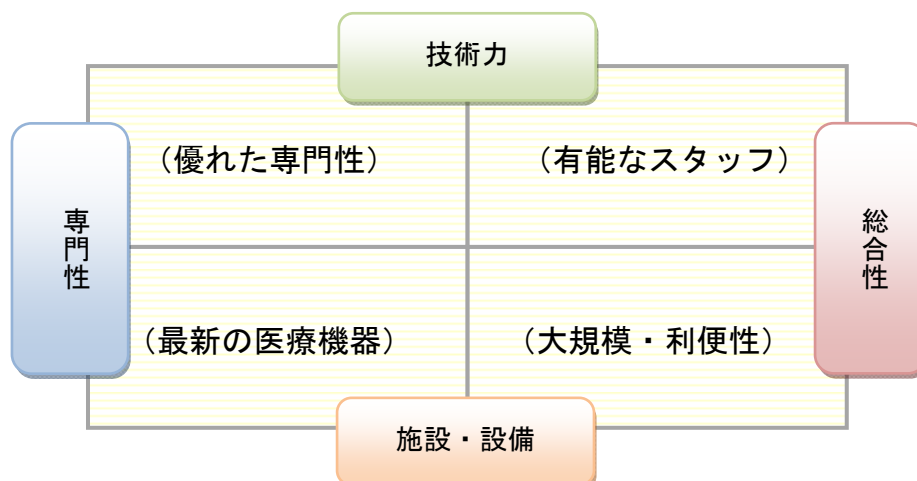 技術力
（優れた専門性）
（有能なスタッフ）
専門性
総合性
（最新の医療機器）
（大規模・利便性）
施設・設備